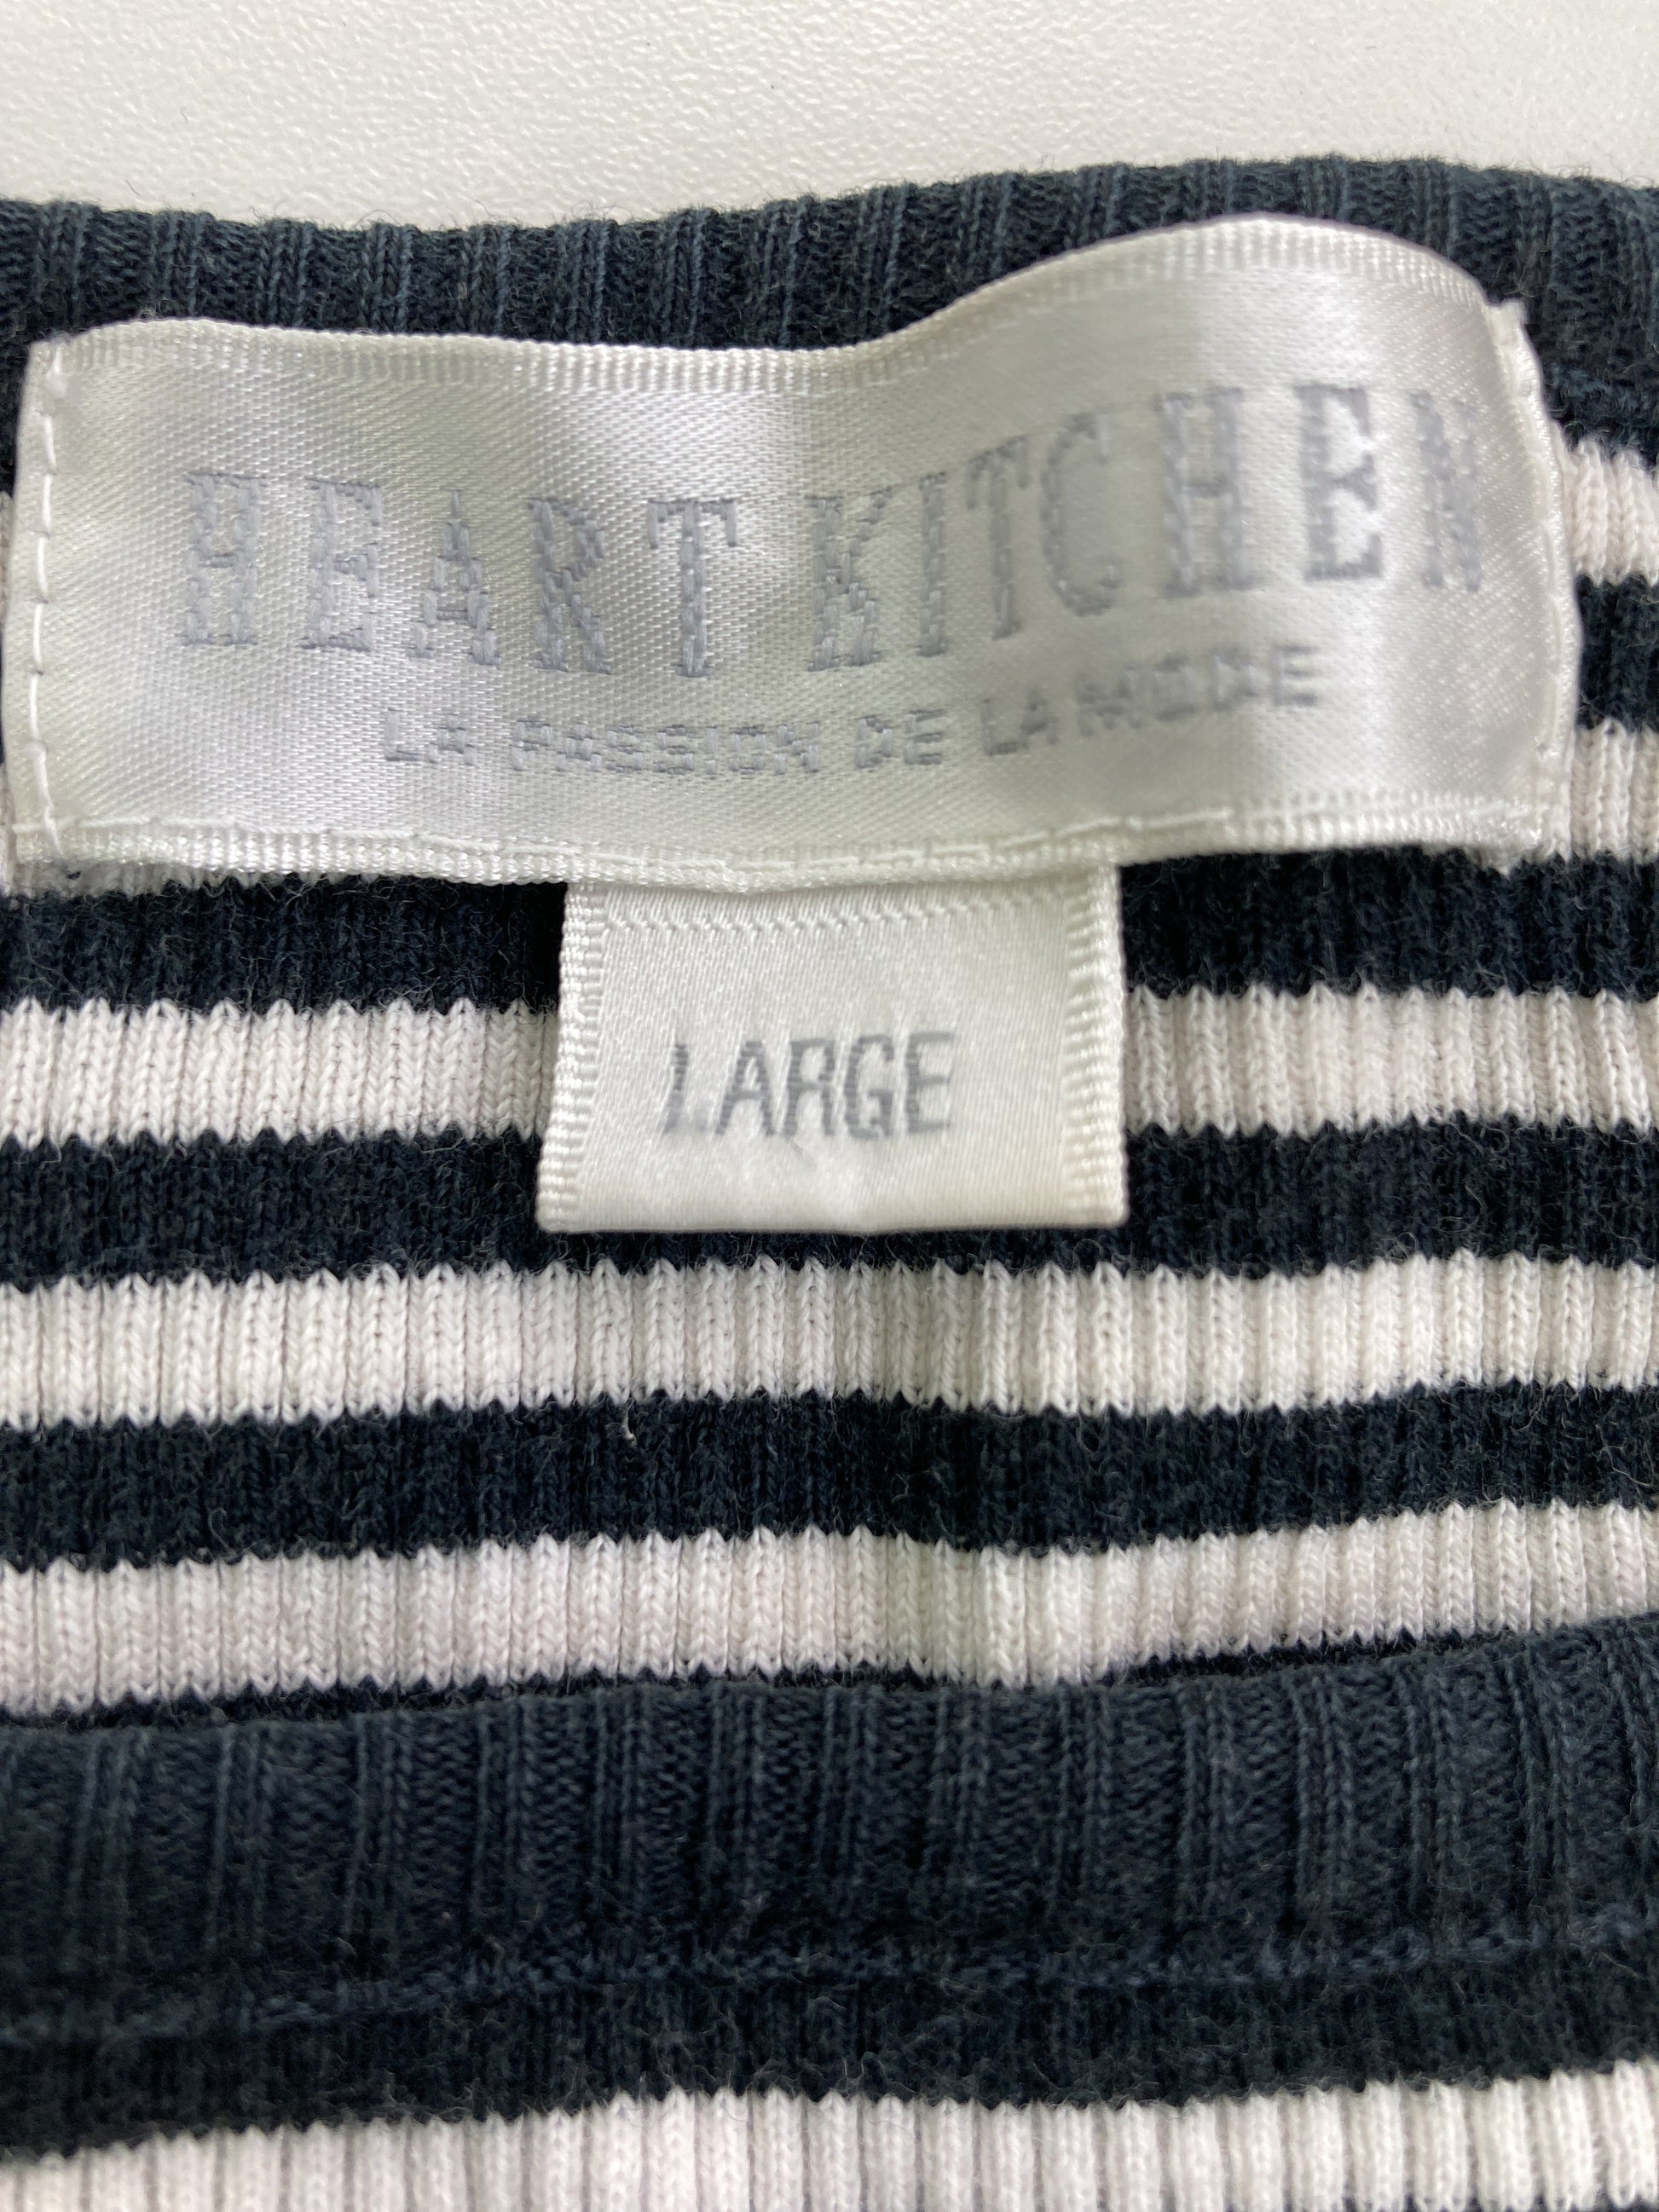 HEART KITCHEN
LA PASSION DE LA MODE
LARGE